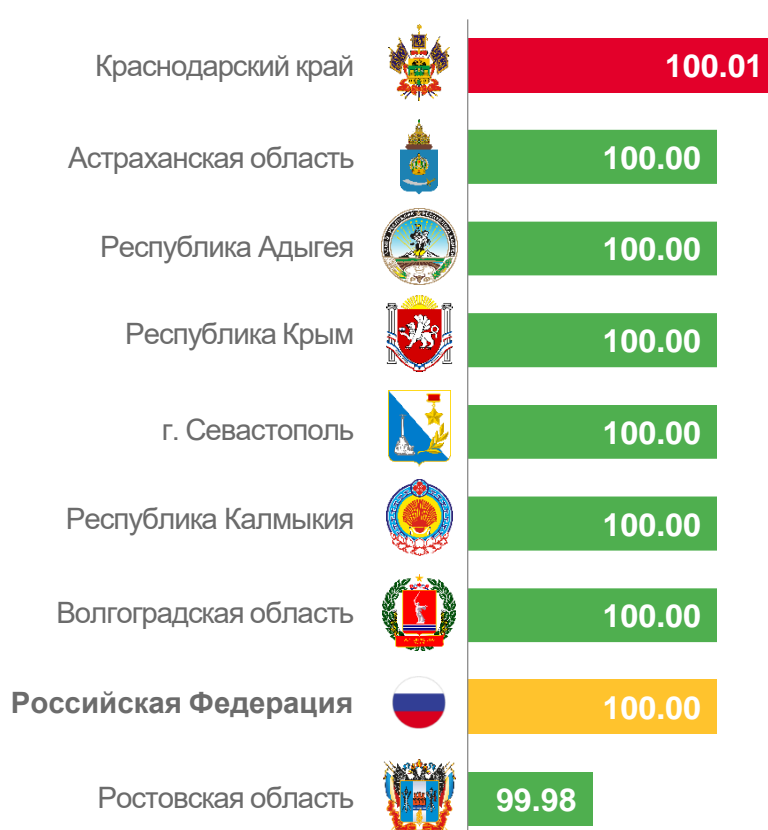 Краснодарский край 100.01
Астраханская область 100.00
Республика Адыгея 100.00
Республика Крым 100.00
г. Севастополь 100.00
Республика Калмыкия 100.00
Волгоградская область 100.00
Российская Федерация 100.00
Ростовская область 99.98